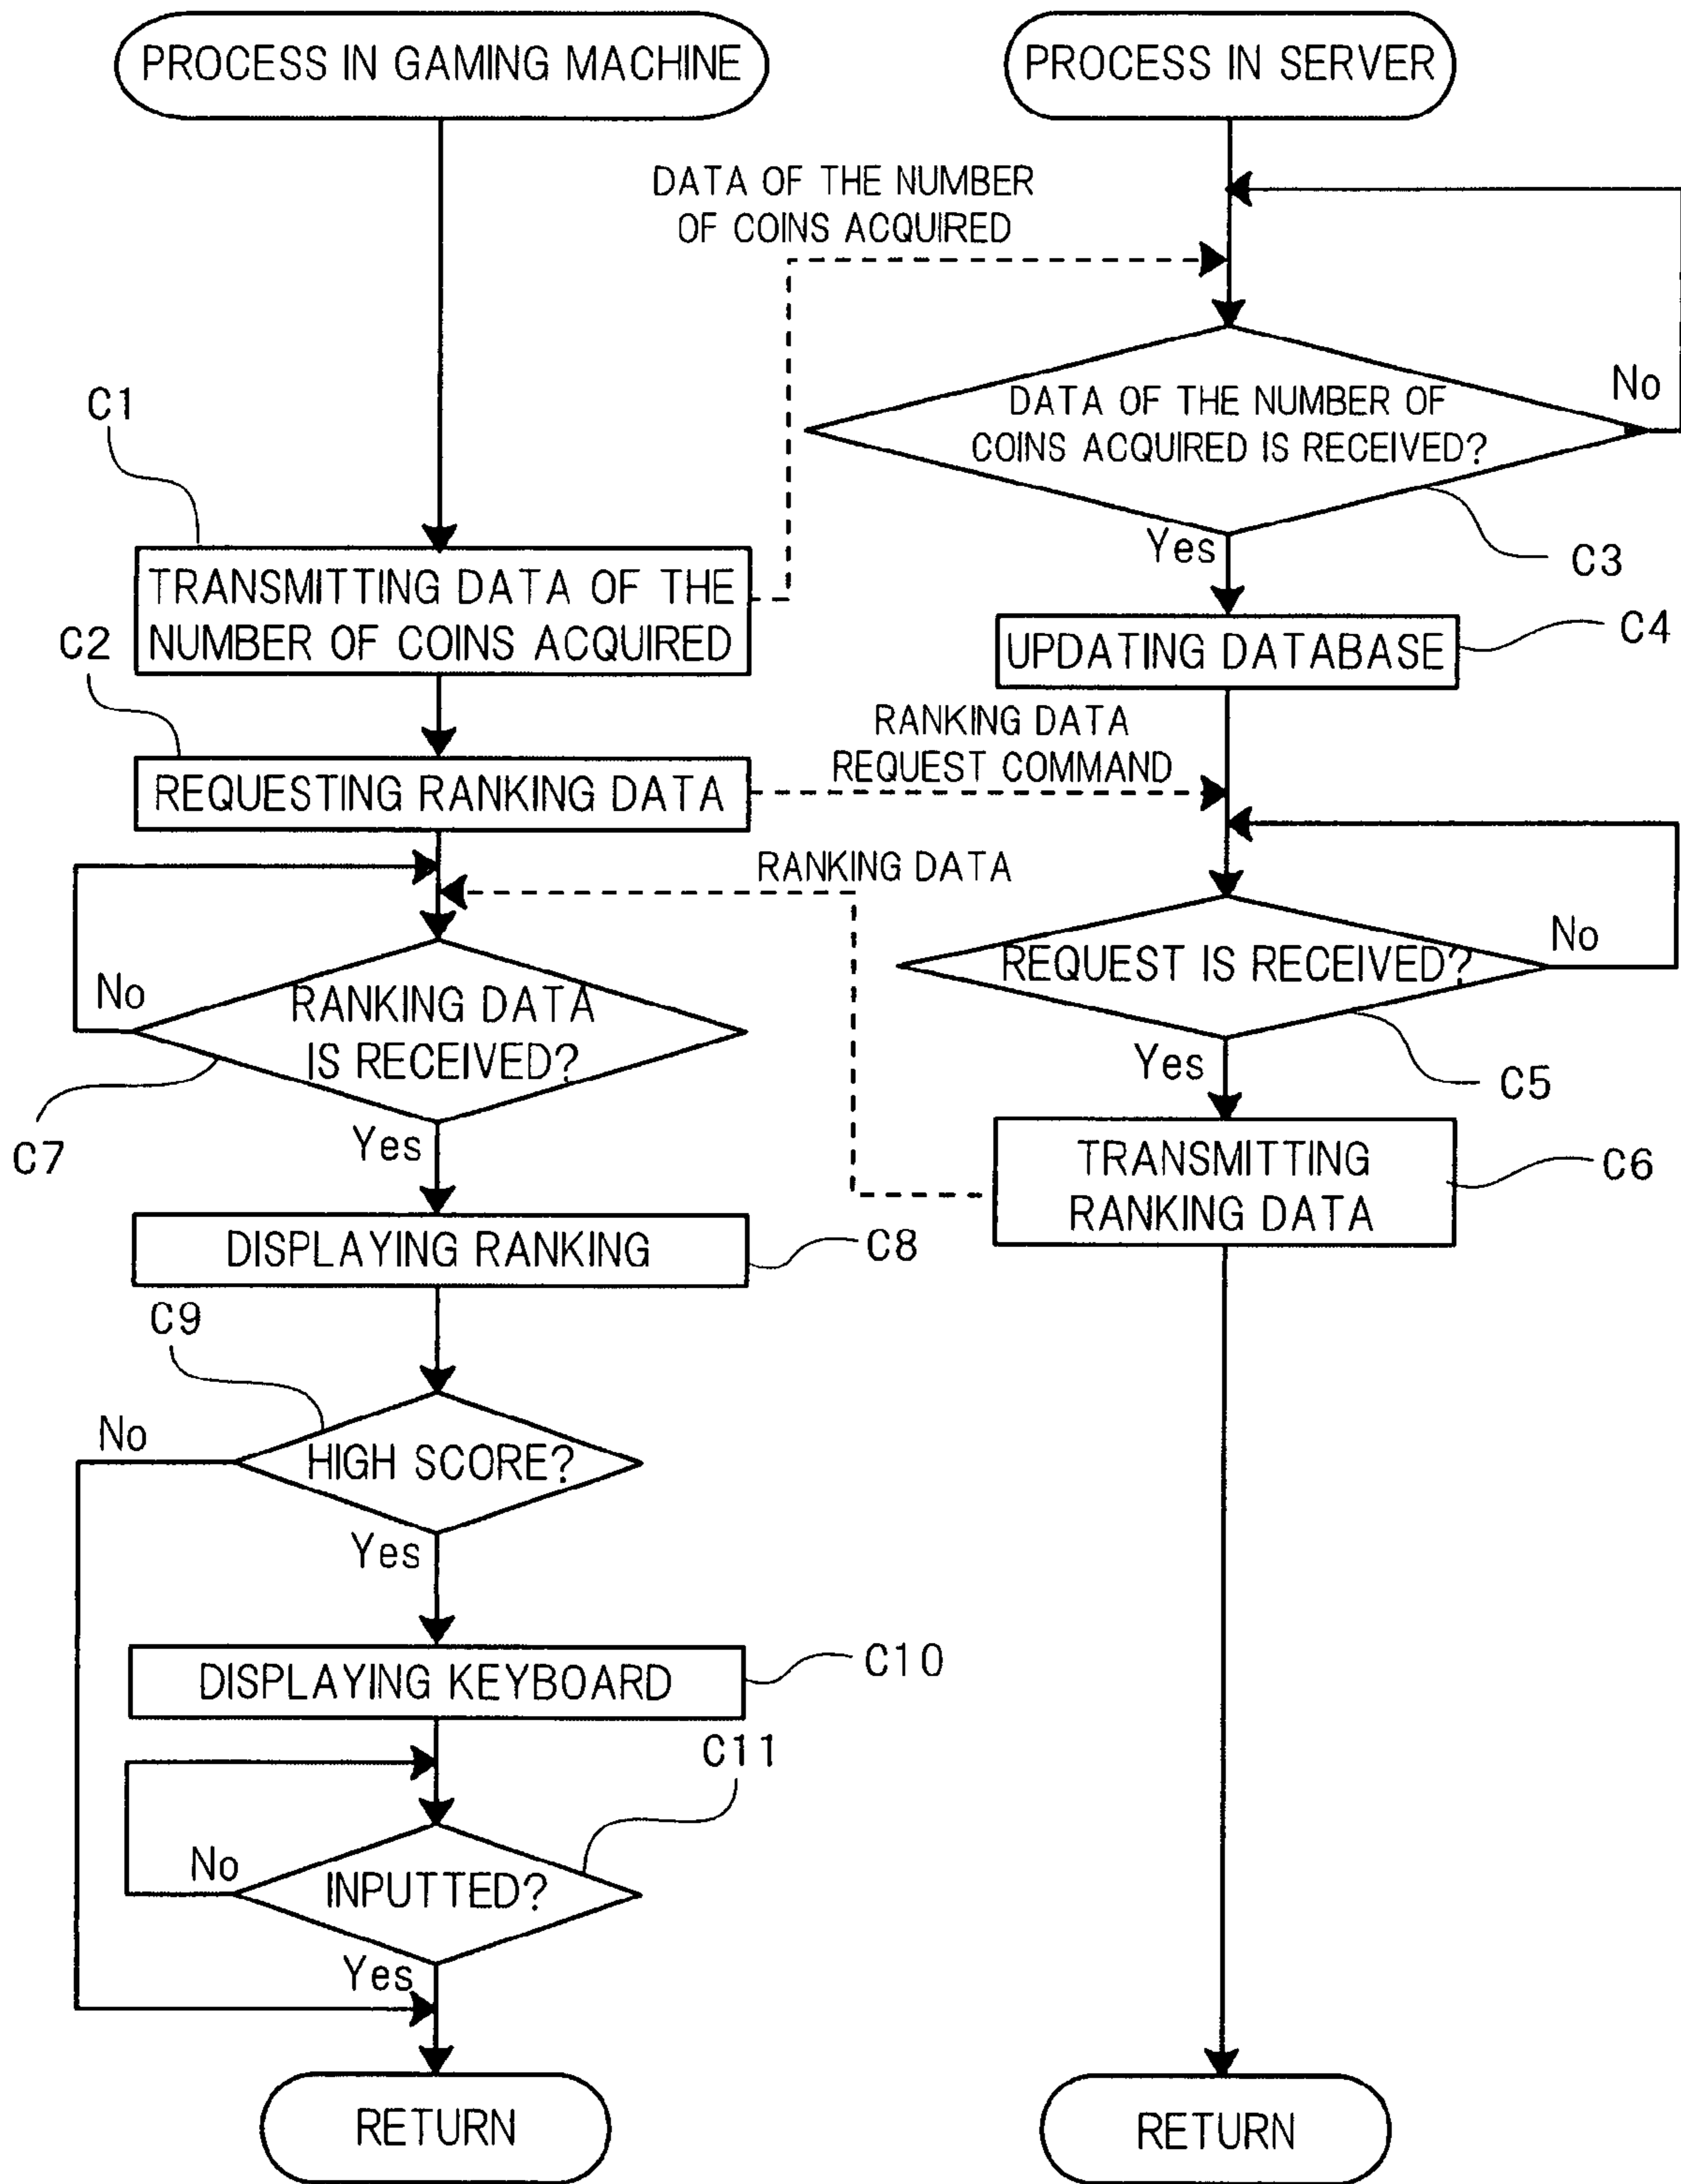 PROCESS IN GAMING MACHINE
PROCESS IN SERVER
DATA OF THE NUMBER
OF COINS ACQUIRED
No
DATA OF THE NUMBER OF
COINS ACQUIRED IS RECEIVED?
C1
Yes
C3
TRANSMITTING DATA OF THE
NUMBER OF COINS ACQUIRED
C2
UPDATING DATABASE
C4
RANKING DATA
REQUEST COMMAND
REQUESTING RANKING DATA
RANKING DATA
No
REQUEST IS RECEIVED?
No
RANKING DATA
IS RECEIVED?
Yes
C5
C7
Yes
TRANSMITTING
RANKING DATA
C6
DISPLAYING RANKING
C8
C9
No
HIGH SCORE?
Yes
DISPLAYING KEYBOARD
C10
C11
No
INPUTTED?
Yes
RETURN
RETURN